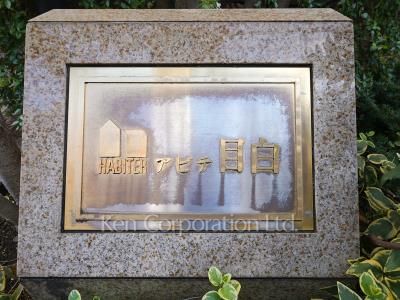 HABITER アビテ 目白
Ken Corporation Ltd.